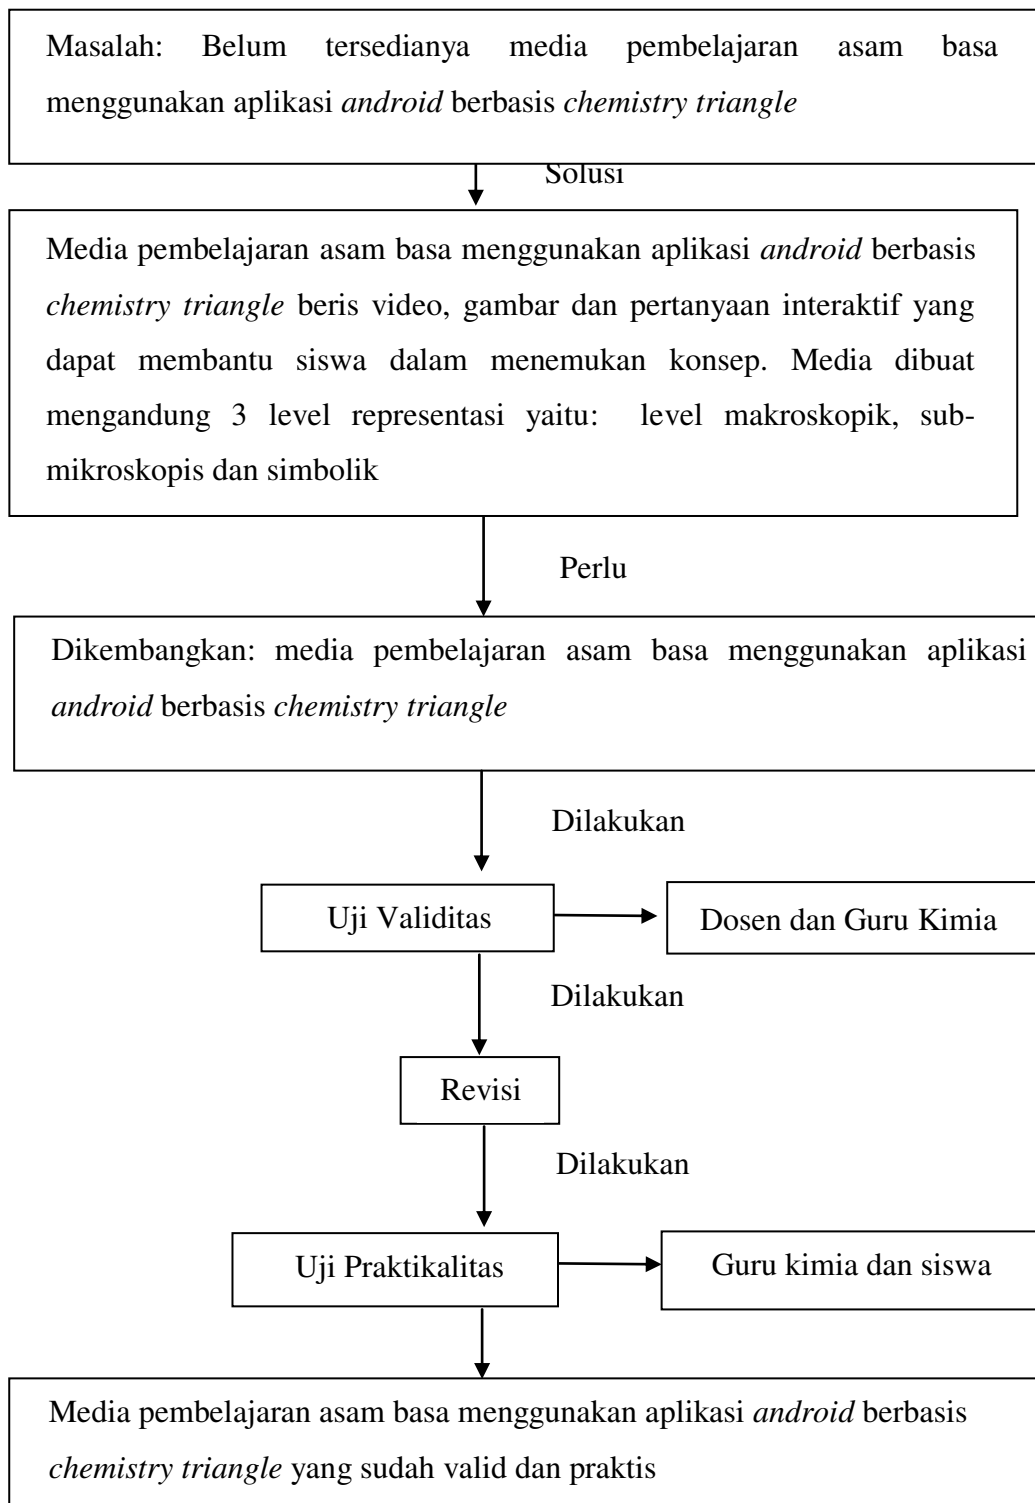 Masalah: Belum tersedianya media pembelajaran asam basa
menggunakan aplikasi android berbasis chemistry triangle
Solusi
Media pembelajaran asam basa menggunakan aplikasi android berbasis
chemistry triangle beris video, gambar dan pertanyaan interaktif yang
dapat membantu siswa dalam menemukan konsep. Media dibuat
mengandung 3 level representasi yaitu: level makroskopik, sub-
mikroskopis dan simbolik
Perlu
Dikembangkan: media pembelajaran asam basa menggunakan aplikasi
android berbasis chemistry triangle
Dilakukan
Uji Validitas
Dosen dan Guru Kimia
Dilakukan
Revisi
Dilakukan
Uji Praktikalitas
Guru kimia dan siswa
Media pembelajaran asam basa menggunakan aplikasi android berbasis
chemistry triangle yang sudah valid dan praktis